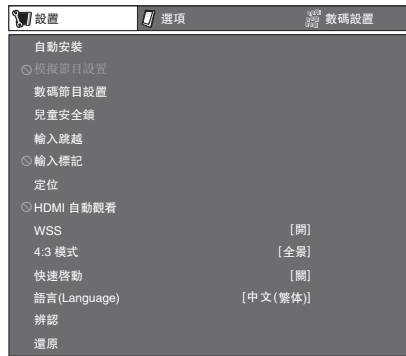 設置 選項 數碼設置
自動安裝
模擬節目設置
數碼節目設置
兒童安全鎖
輸入跳越
輸入標記
定位
HDMI 自動觀看
WSS [開]
4:3 模式 [全景]
快速啓動 [關]
語言(Language) [中文(繁体)]
辨認
還原